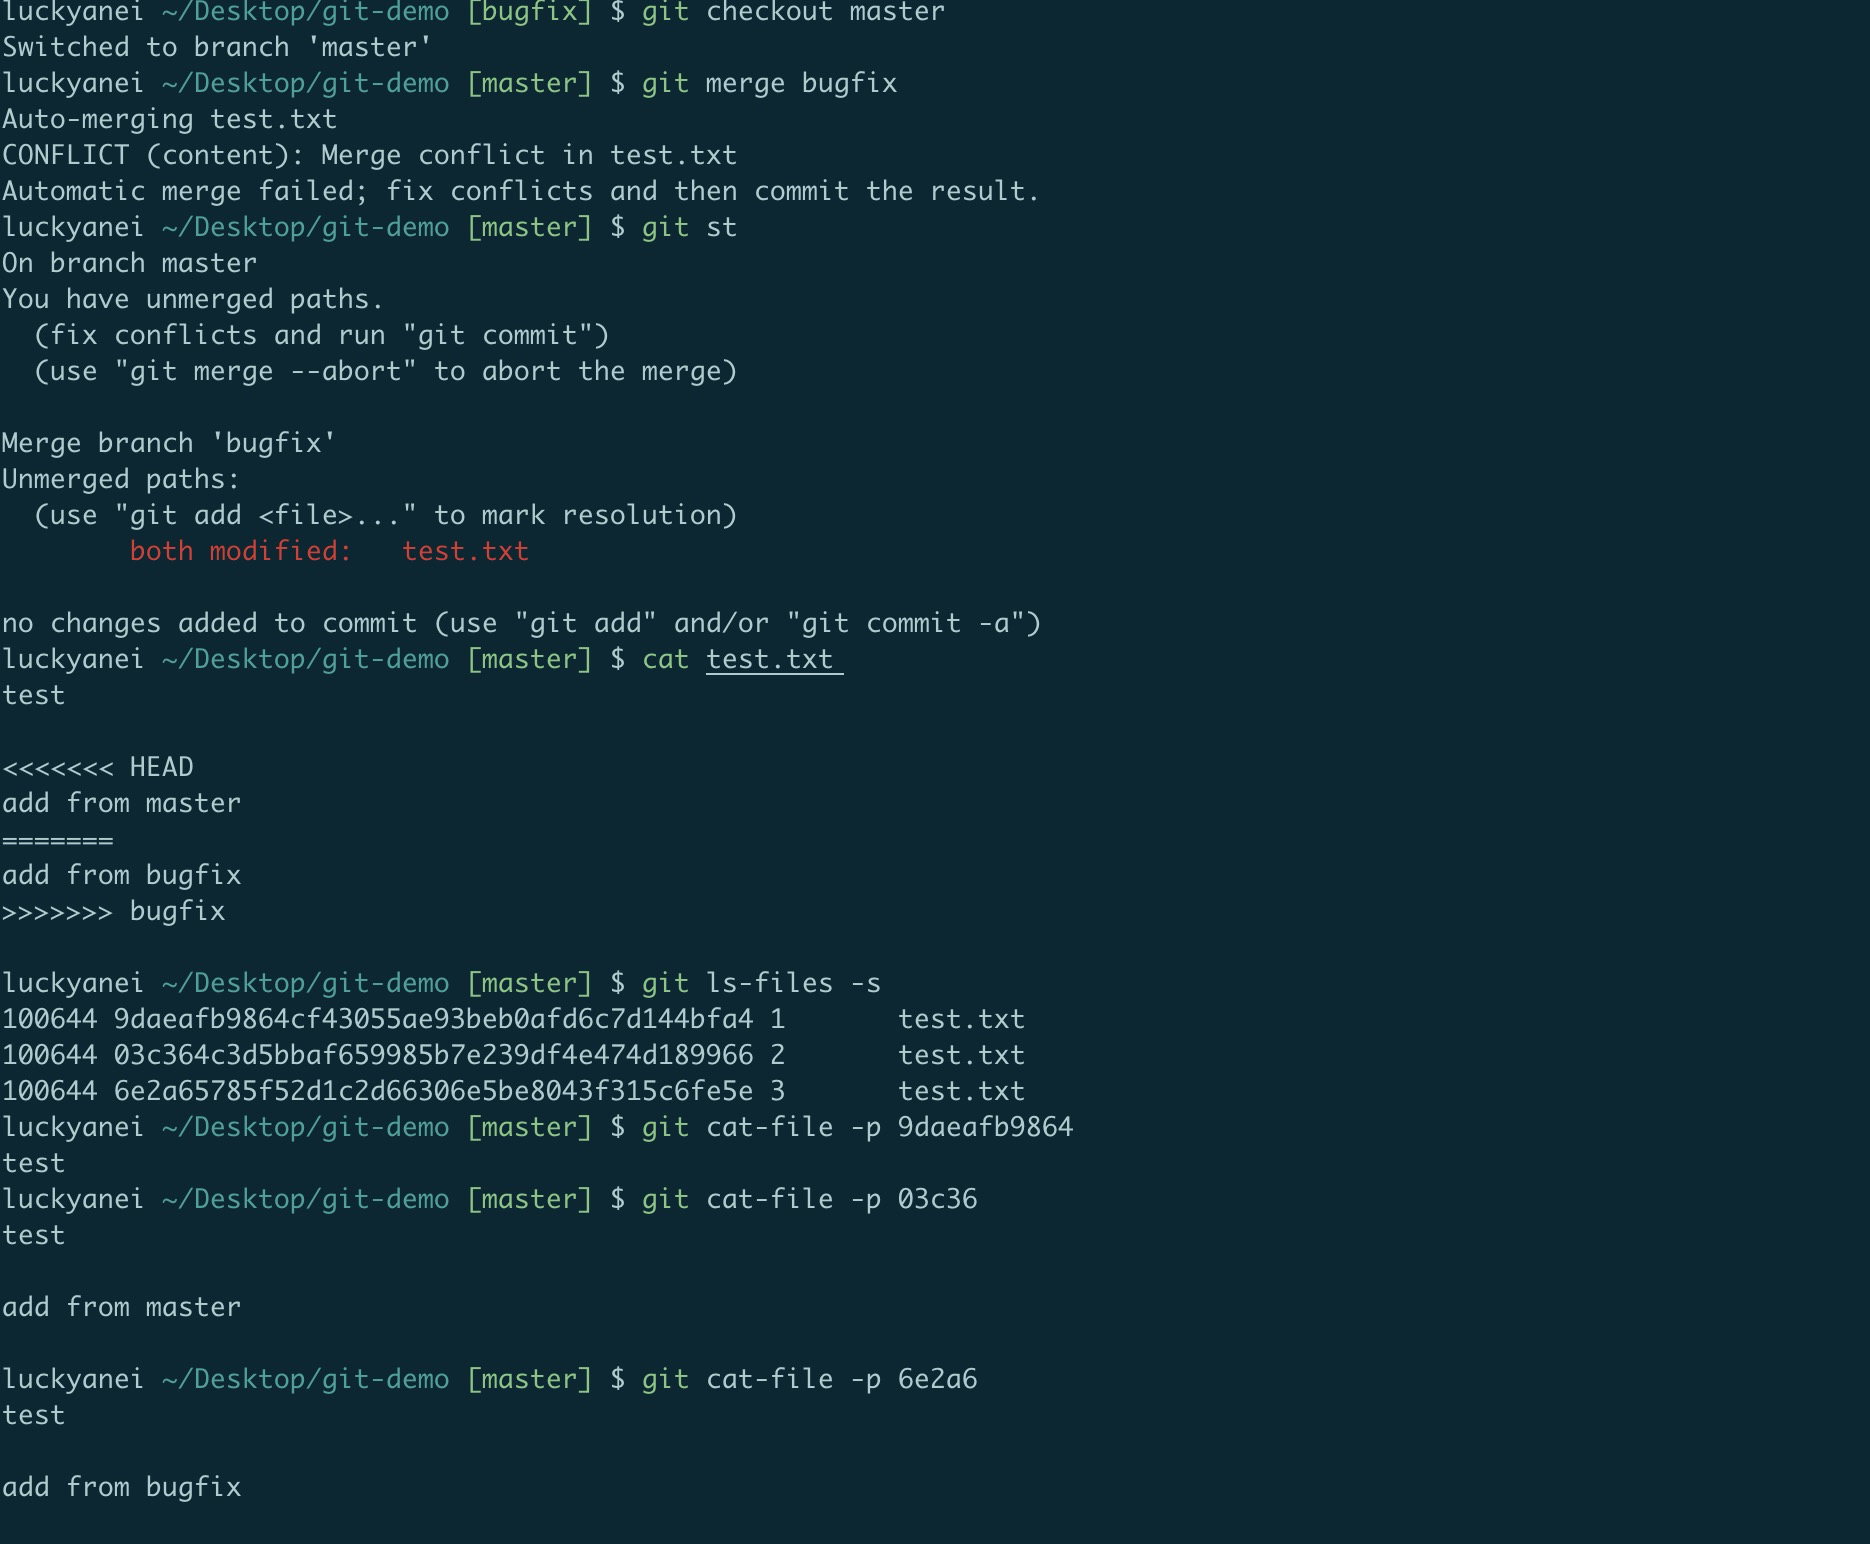 luckyanei ~/Desktop/git-demo [bugfix] $ git checkout master
Switched to branch 'master'
luckyanei ~/Desktop/git-demo [master] $ git merge bugfix
Auto-merging test.txt
CONFLICT (content): Merge conflict in test.txt
Automatic merge failed; fix conflicts and then commit the result.
luckyanei ~/Desktop/git-demo [master] $ git st
On branch master
You have unmerged paths.
  (fix conflicts and run "git commit")
  (use "git merge --abort" to abort the merge)

Merge branch 'bugfix'
Unmerged paths:
  (use "git add <file>..." to mark resolution)
        both modified:   test.txt

no changes added to commit (use "git add" and/or "git commit -a")
luckyanei ~/Desktop/git-demo [master] $ cat test.txt
test

<<<<<<< HEAD
add from master
=======
add from bugfix
>>>>>>> bugfix

luckyanei ~/Desktop/git-demo [master] $ git ls-files -s
100644 9daeafb9864cf43055ae93beb0afd6c7d144bfa4 1       test.txt
100644 03c364c3d5bbaf659985b7e239df4e474d189966 2       test.txt
100644 6e2a65785f52d1c2d66306e5be8043f315c6fe5e 3       test.txt
luckyanei ~/Desktop/git-demo [master] $ git cat-file -p 9daeafb9864
test
luckyanei ~/Desktop/git-demo [master] $ git cat-file -p 03c36
test

add from master

luckyanei ~/Desktop/git-demo [master] $ git cat-file -p 6e2a6
test

add from bugfix